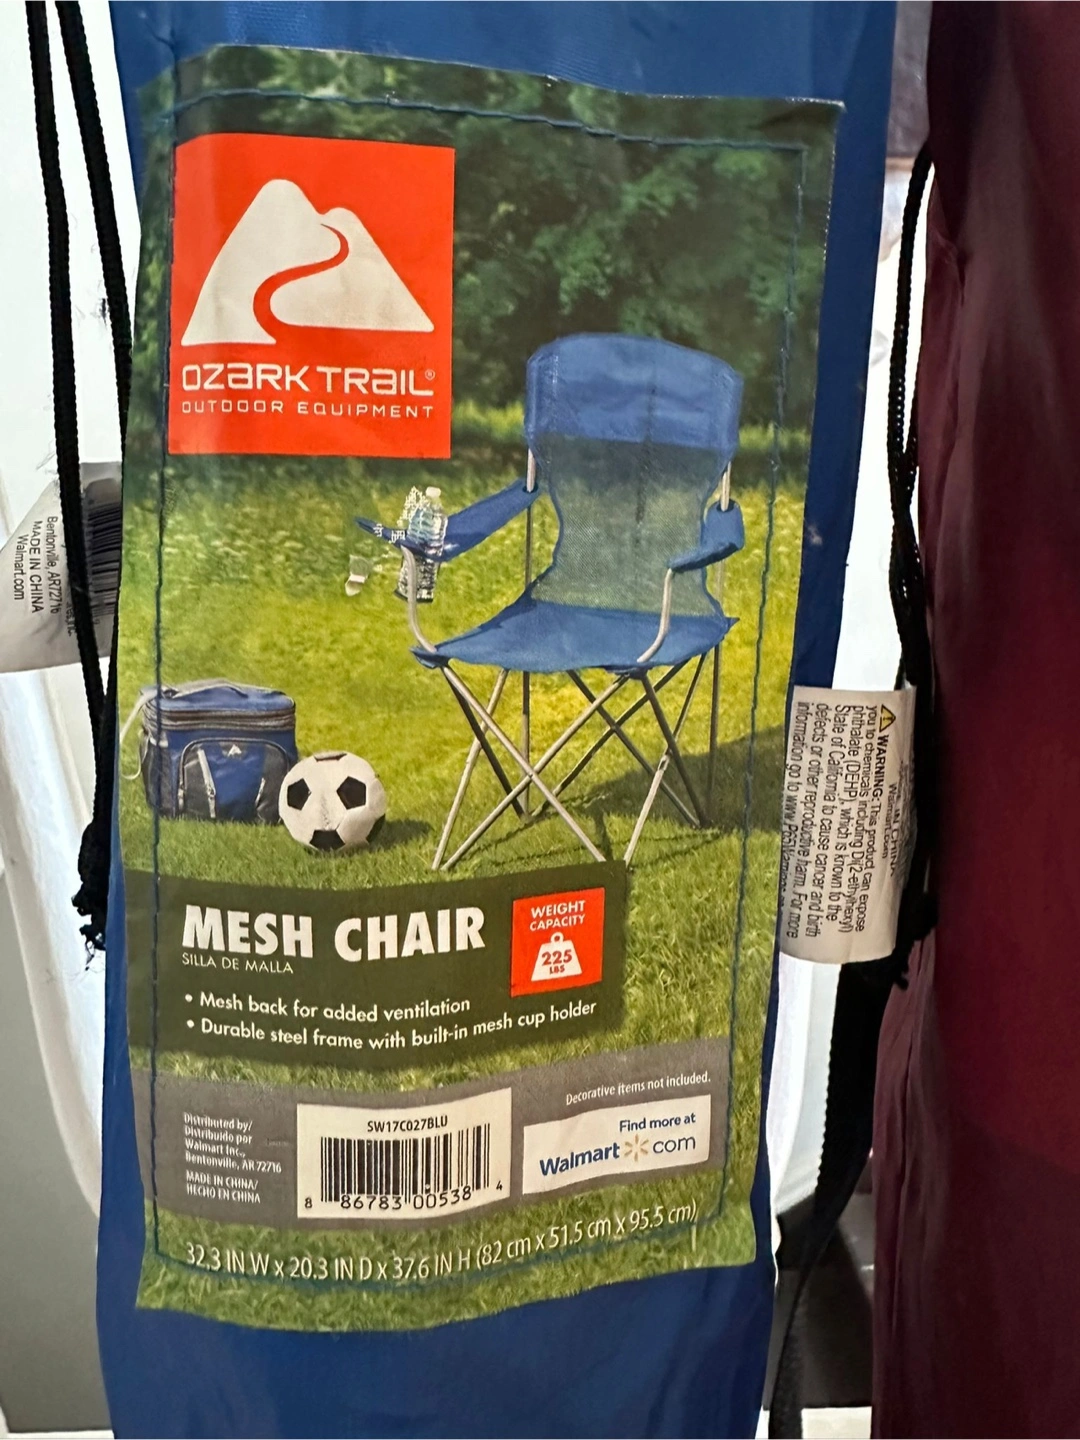 OZARK TRAIL®
OUTDOOR EQUIPMENT
MESH CHAIR
SILLA DE MALLA
WEIGHT
CAPACITY
225
LBS
• Mesh back for added ventilation
• Durable steel frame with built-in mesh cup holder
Decorative items not included.
Distributed by/
Distribuido por
Walmart Inc.,
Bentonville, AR 72716
MADE IN CHINA/
HECHO EN CHINA
SW17C027BLU
8 86783 00538 4
Find more at
Walmart com
32.3 IN W x 20.3 IN D x 37.6 IN H (82 cm x 51.5 cm x 95.5 cm)
Bentonville, AR72716
MADE IN CHINA
Walmart.com
IN CHINA
Walmart.com
⚠ WARNING: This product can expose
you to chemicals including Di(2-ethylhexyl)
phthalate (DEHP), which is known to the
State of California to cause cancer and birth
defects or other reproductive harm. For more
information go to www.P65Warnings